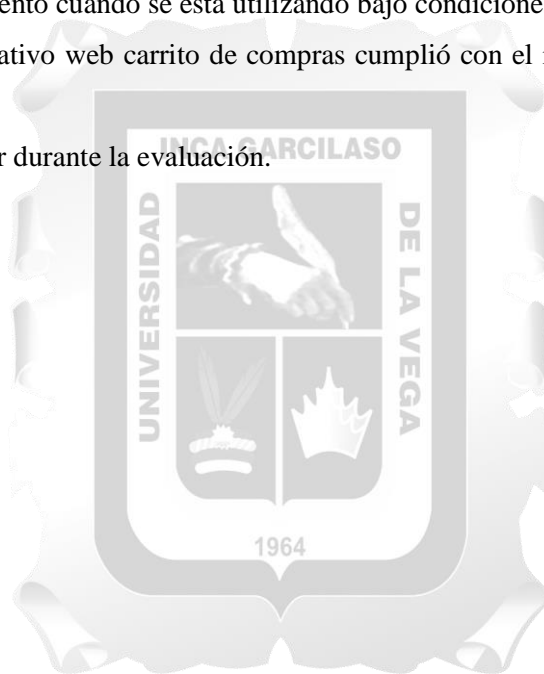 ento cuando se está utilizando bajo condiciones
ativo web carrito de compras cumplió con el
r durante la evaluación.
INCA GARCILASO
UNIVERSIDAD
DE LA VEGA
1964